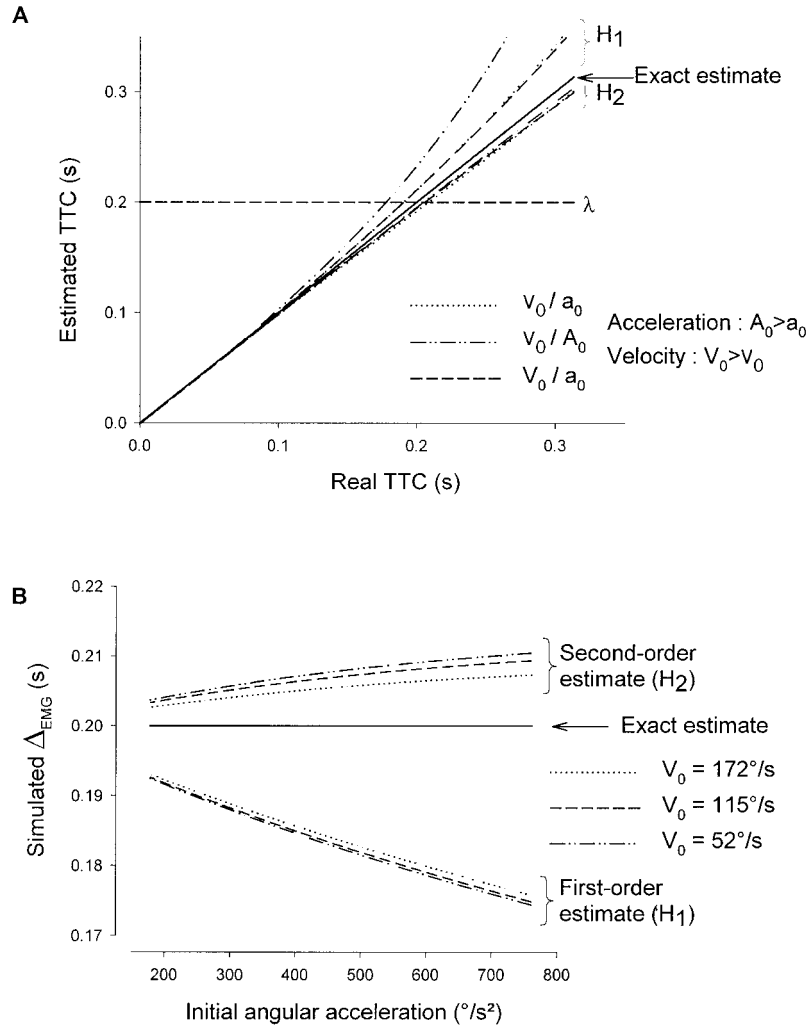 A
0.3
0.2
0.1
0.0
Estimated TTC (s)
H1
Exact estimate
H2
λ
v0 / a0
v0 / A0
V0 / a0
Acceleration : A0>a0
Velocity : V0>v0
0.0
0.1
0.2
0.3
Real TTC (s)
B
0.22
0.21
0.20
0.19
0.18
0.17
Simulated ΔEMG (s)
Second-order
estimate (H2)
Exact estimate
V0 = 172°/s
V0 = 115°/s
V0 = 52°/s
First-order
estimate (H1)
200
300
400
500
600
700
800
Initial angular acceleration (°/s²)